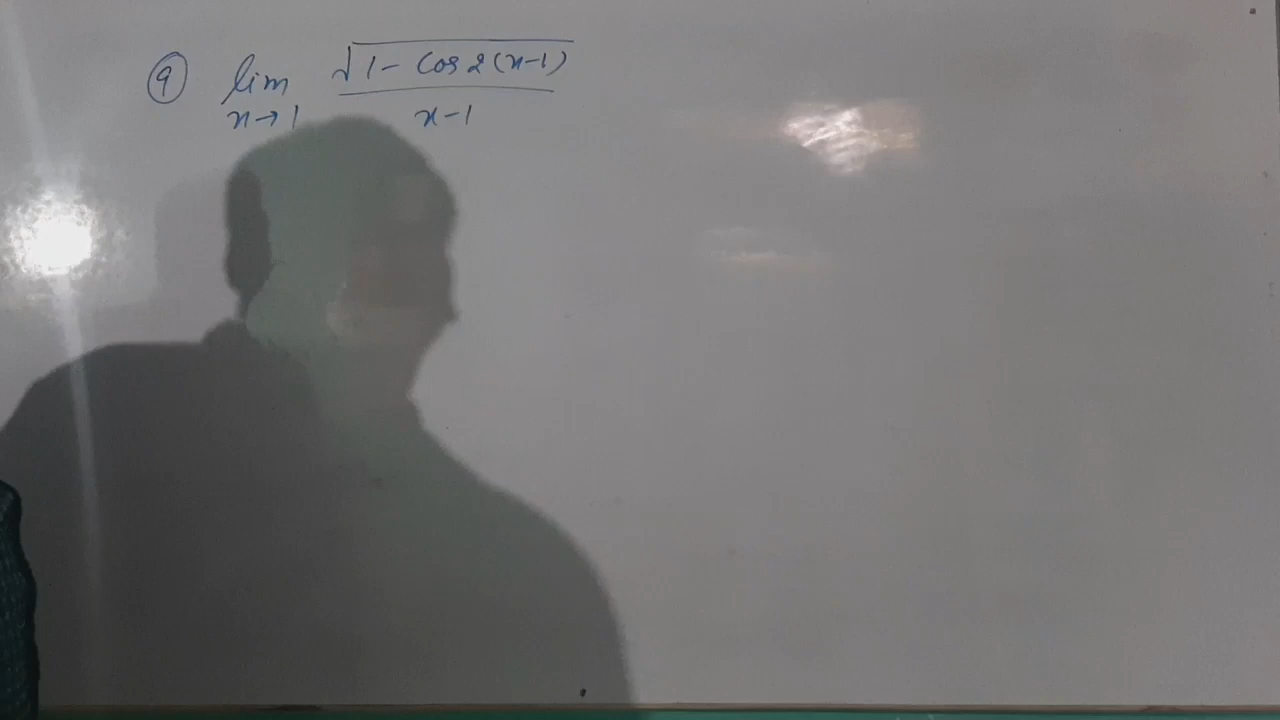 ⑨ lim √1 - Cos 2(x-1)
x→1 x-1